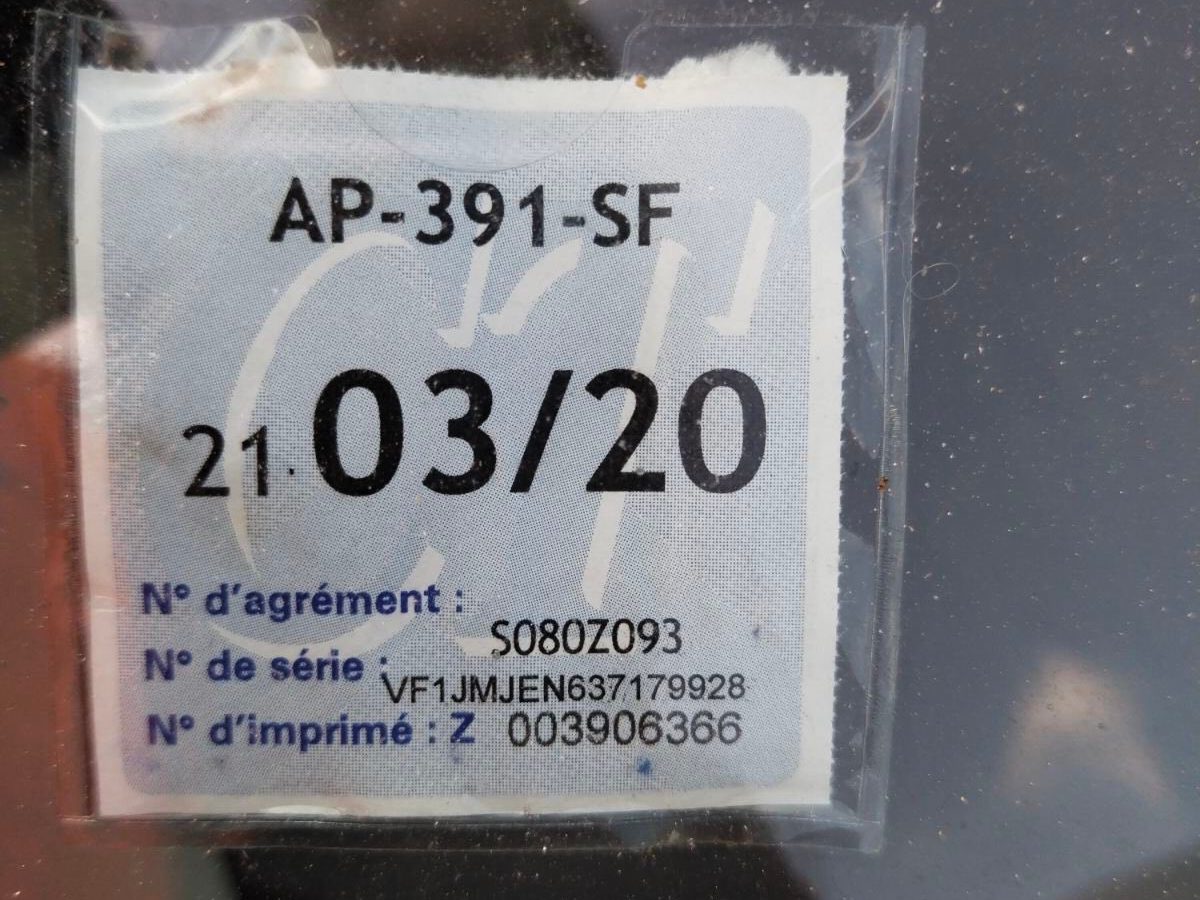 AP-391-SF
21.03/20
N° d'agrément :
S080Z093
N° de série :
VF1JMJEN637179928
N° d'imprimé : Z 003906366